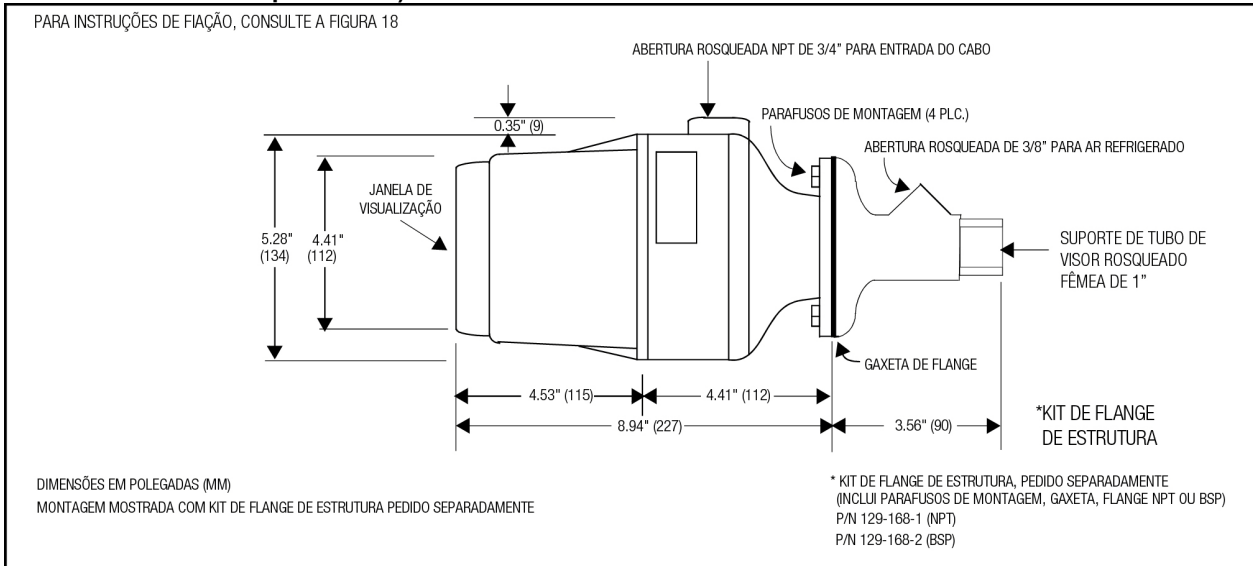 PARA INSTRUÇÕES DE FIAÇÃO, CONSULTE A FIGURA 18
ABERTURA ROSQUEADA NPT DE 3/4” PARA ENTRADA DO CABO
0.35" (9)
PARAFUSOS DE MONTAGEM (4 PLC.)
ABERTURA ROSQUEADA DE 3/8” PARA AR REFRIGERADO
JANELA DE
VISUALIZAÇÃO
5.28"
(134)
4.41"
(112)
SUPORTE DE TUBO DE
VISOR ROSQUEADO
FÊMEA DE 1”
GAXETA DE FLANGE
4.53" (115)
4.41" (112)
8.94" (227)
3.56" (90)
*KIT DE FLANGE
DE ESTRUTURA
DIMENSÕES EM POLEGADAS (MM)
MONTAGEM MOSTRADA COM KIT DE FLANGE DE ESTRUTURA PEDIDO SEPARADAMENTE
* KIT DE FLANGE DE ESTRUTURA, PEDIDO SEPARADAMENTE
(INCLUI PARAFUSOS DE MONTAGEM, GAXETA, FLANGE NPT OU BSP)
P/N 129-168-1 (NPT)
P/N 129-168-2 (BSP)